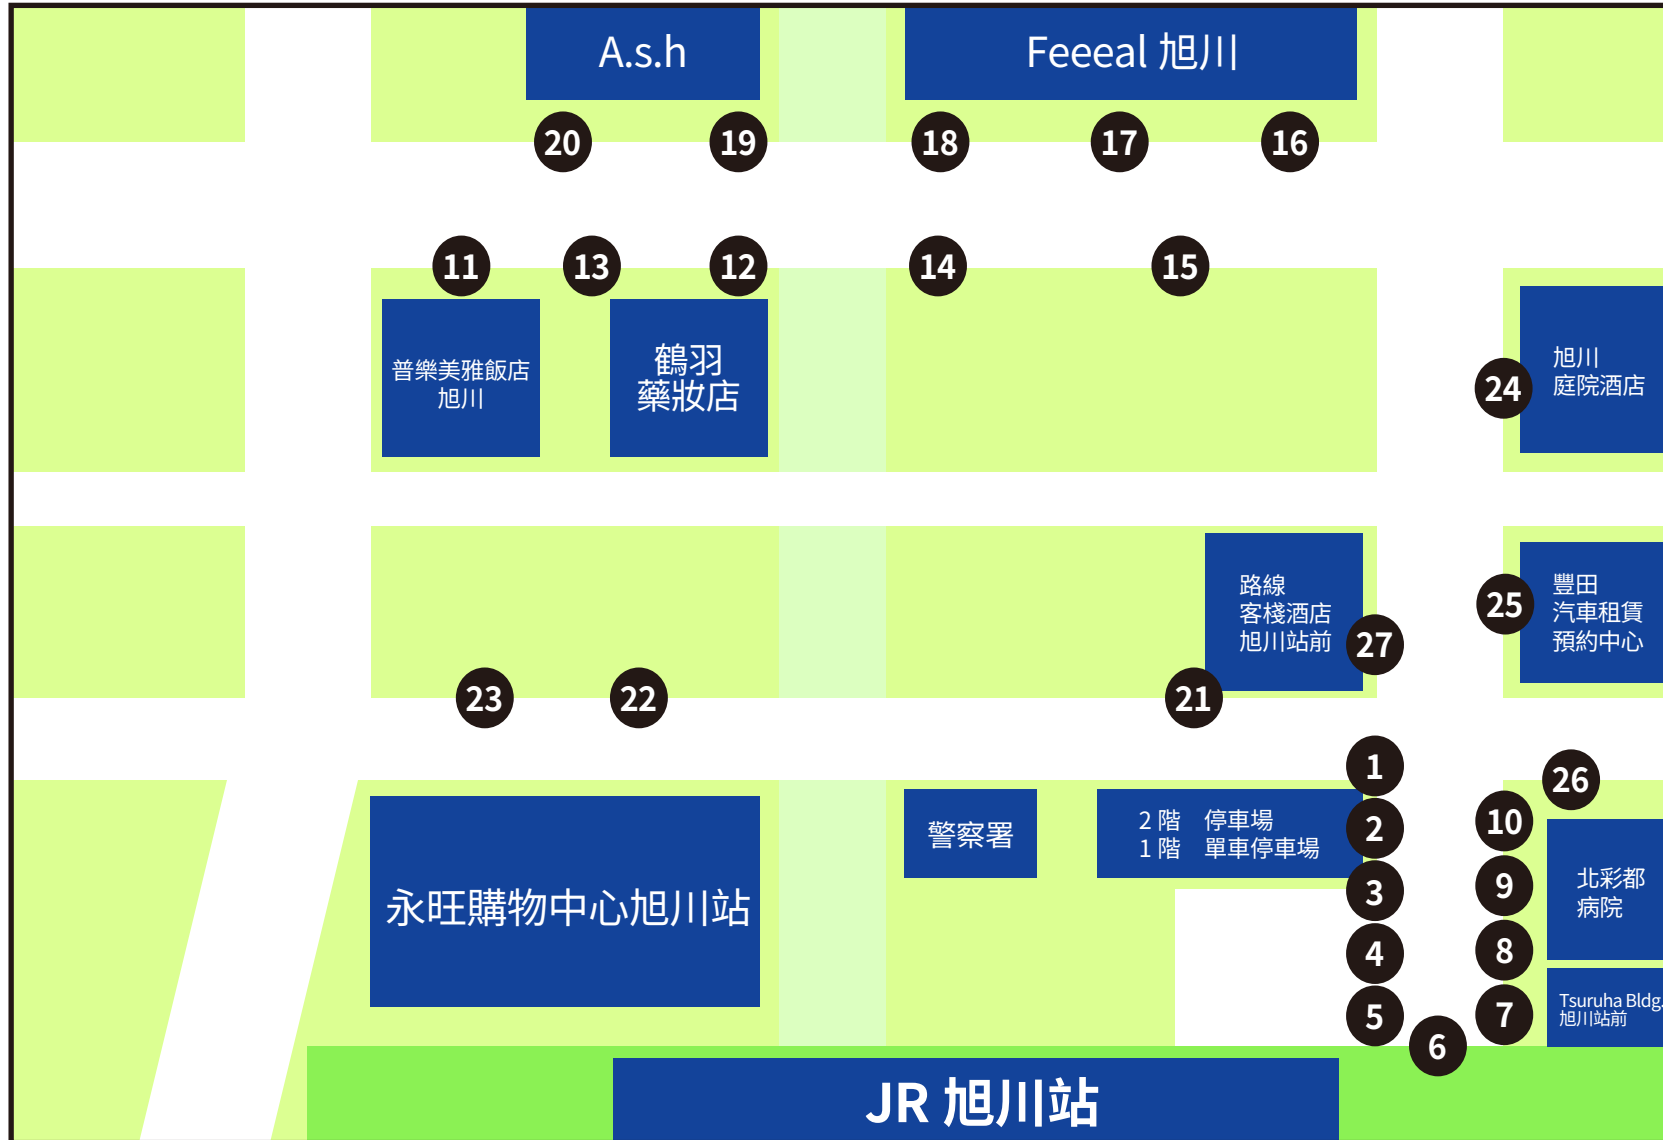 A.s.h
Feeeal 旭川
20
19
18
17
16
11
13
12
14
15
普樂美雅飯店
旭川
鶴羽
藥妝店
24
旭川
庭院酒店
路線
客棧酒店
旭川站前
27
25
豐田
汽車租賃
預約中心
23
22
21
1
26
2
10
警察署
2 階 停車場
1 階 單車停車場
3
9
北彩都
病院
永旺購物中心旭川站
4
8
5
7
Tsuruha Bldg.
旭川站前
6
JR 旭川站